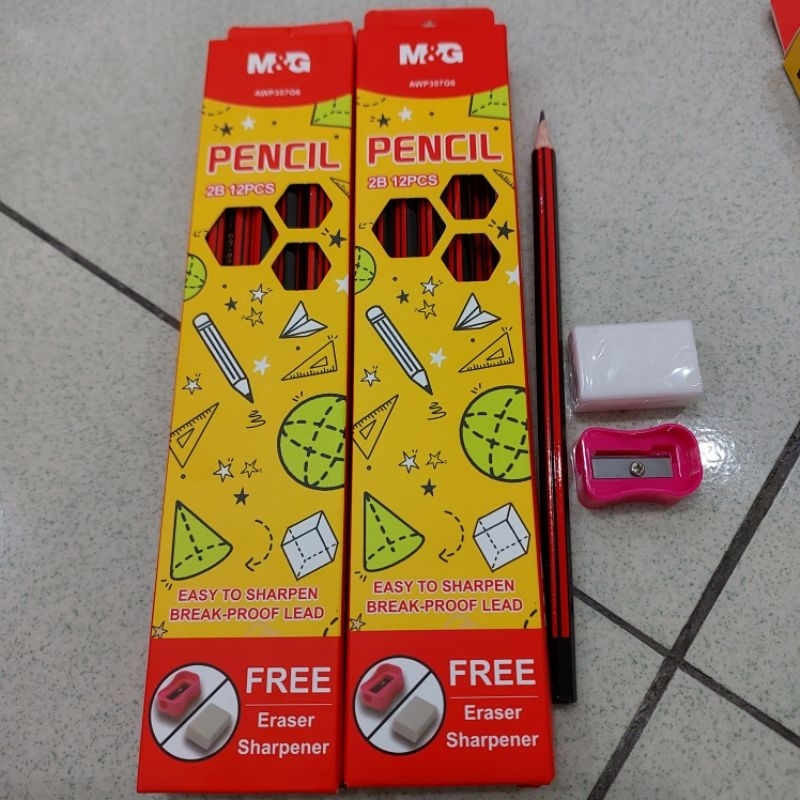 M&G
AWP357G6
PENCIL
2B 12PCS
EASY TO SHARPEN
BREAK-PROOF LEAD
FREE
Eraser
Sharpener
M&G
AWP357G6
PENCIL
2B 12PCS
EASY TO SHARPEN
BREAK-PROOF LEAD
FREE
Eraser
Sharpener